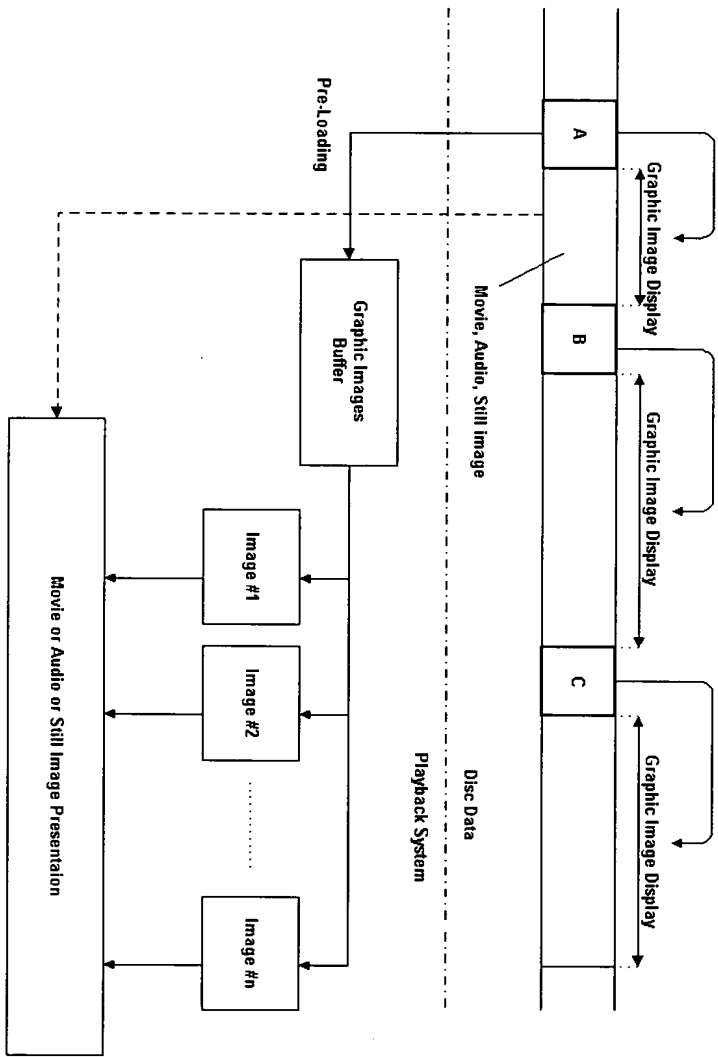 Graphic Image Display
Graphic Image Display
Graphic Image Display
A
B
C
Movie, Audio, Still image
Disc Data
Playback System
Pre-Loading
Graphic Images
Buffer
Image #1
Image #2
Image #n
Movie or Audio or Still Image Presentaion